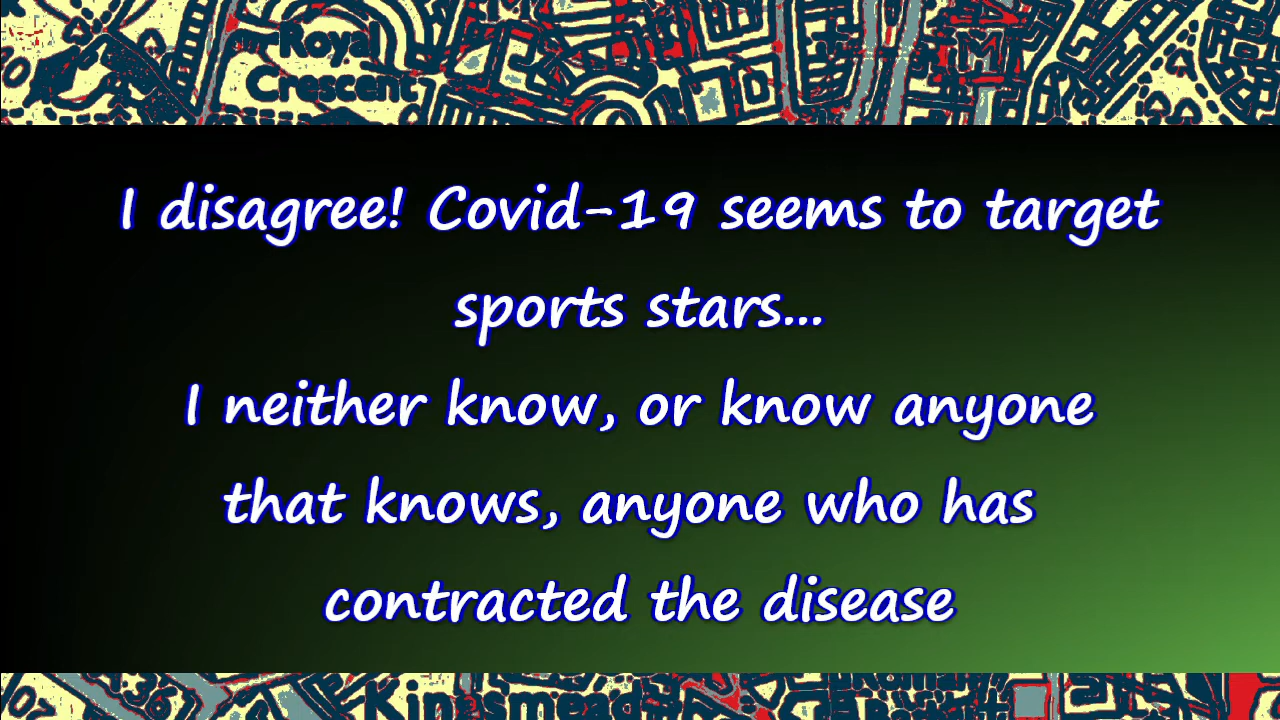 Royal
Crescent
I disagree! Covid-19 seems to target
sports stars...
I neither know, or know anyone
that knows, anyone who has
contracted the disease